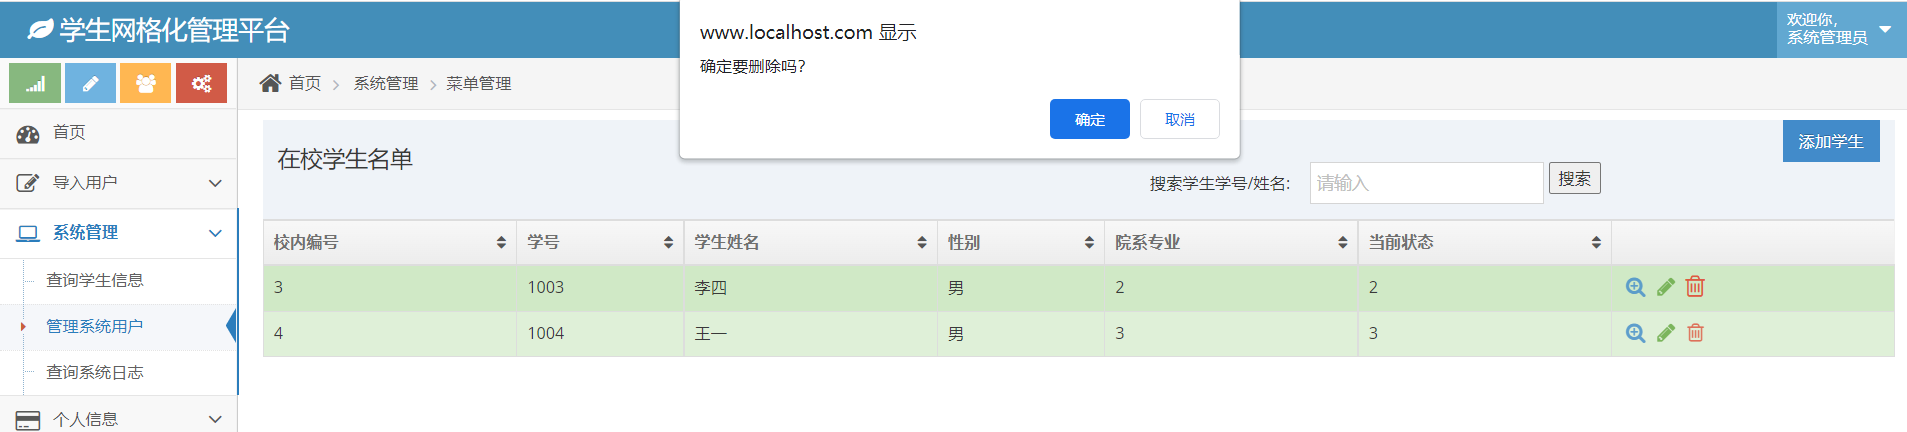 学生网格化管理平台
www.localhost.com 显示
确定要删除吗？
确定
取消
欢迎你,
系统管理员
首页
系统管理
菜单管理
首页
导入用户
系统管理
查询学生信息
管理系统用户
查询系统日志
个人信息
在校学生名单
添加学生
搜索学生学号/姓名:
请输入
搜索
校内编号 学号 学生姓名 性别 院系专业 当前状态
3 1003 李四 男 2 2
4 1004 王一 男 3 3